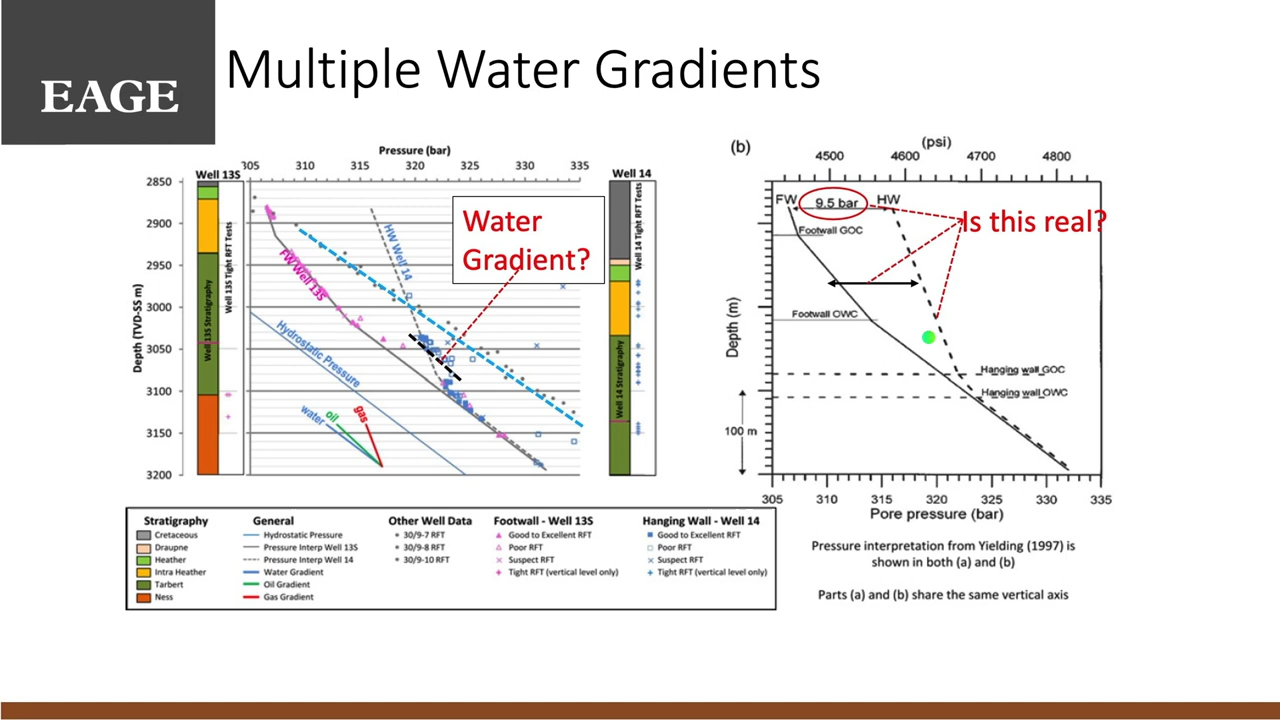 EAGE
Multiple Water Gradients
Pressure (bar)
305 310 315 320 325 330 335
Well 13S
Well 14
2850
2900
2950
3000
3050
3100
3150
3200
Depth (TVD-SS m)
Well 13S Stratigraphy
Well 13S Tight RFT Tests
FW Well 13S
HW Well 14
Hydrostatic Pressure
water
oil
gas
Water
Gradient?
Well 14 Stratigraphy
Well 14 Tight RFT Tests
(b)
(psi)
4500 4600 4700 4800
FW
9.5 bar
HW
Is this real?
Footwall GOC
Footwall OWC
Hanging wall GOC
Hanging wall OWC
Depth (m)
100 m
305 310 315 320 325 330 335
Pore pressure (bar)
Stratigraphy
Cretaceous
Draupne
Heather
Intra Heather
Tarbert
Ness
General
Hydrostatic Pressure
Pressure Interp Well 13S
Pressure Interp Well 14
Water Gradient
Oil Gradient
Gas Gradient
Other Well Data
30/9-7 RFT
30/9-8 RFT
30/9-10 RFT
Footwall - Well 13S
Good to Excellent RFT
Poor RFT
Suspect RFT
Tight RFT (vertical level only)
Hanging Wall - Well 14
Good to Excellent RFT
Poor RFT
Suspect RFT
Tight RFT (vertical level only)
Pressure interpretation from Yielding (1997) is
shown in both (a) and (b)
Parts (a) and (b) share the same vertical axis